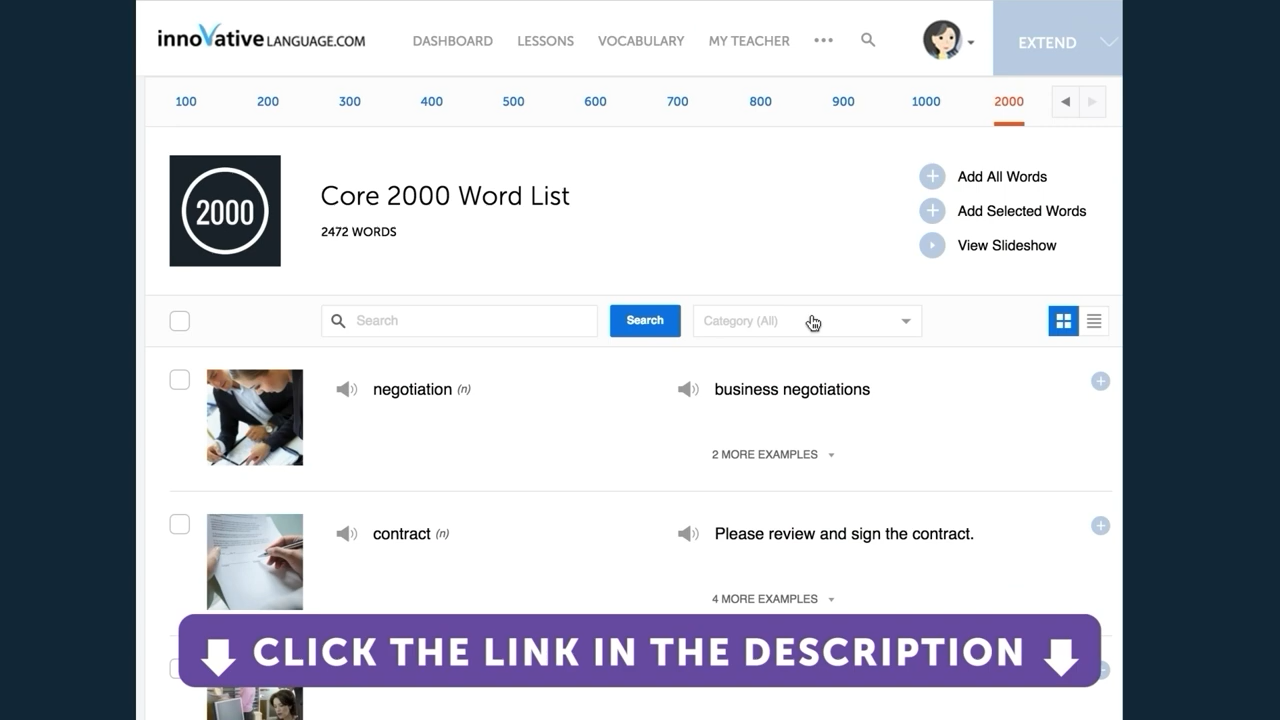 innoVative LANGUAGE.COM
DASHBOARD LESSONS VOCABULARY MY TEACHER ••• EXTEND
100 200 300 400 500 600 700 800 900 1000 2000
2000
Core 2000 Word List
2472 WORDS
Add All Words
Add Selected Words
View Slideshow
Search
Search
Category (All)
negotiation (n)
business negotiations
2 MORE EXAMPLES
contract (n)
Please review and sign the contract.
4 MORE EXAMPLES
CLICK THE LINK IN THE DESCRIPTION